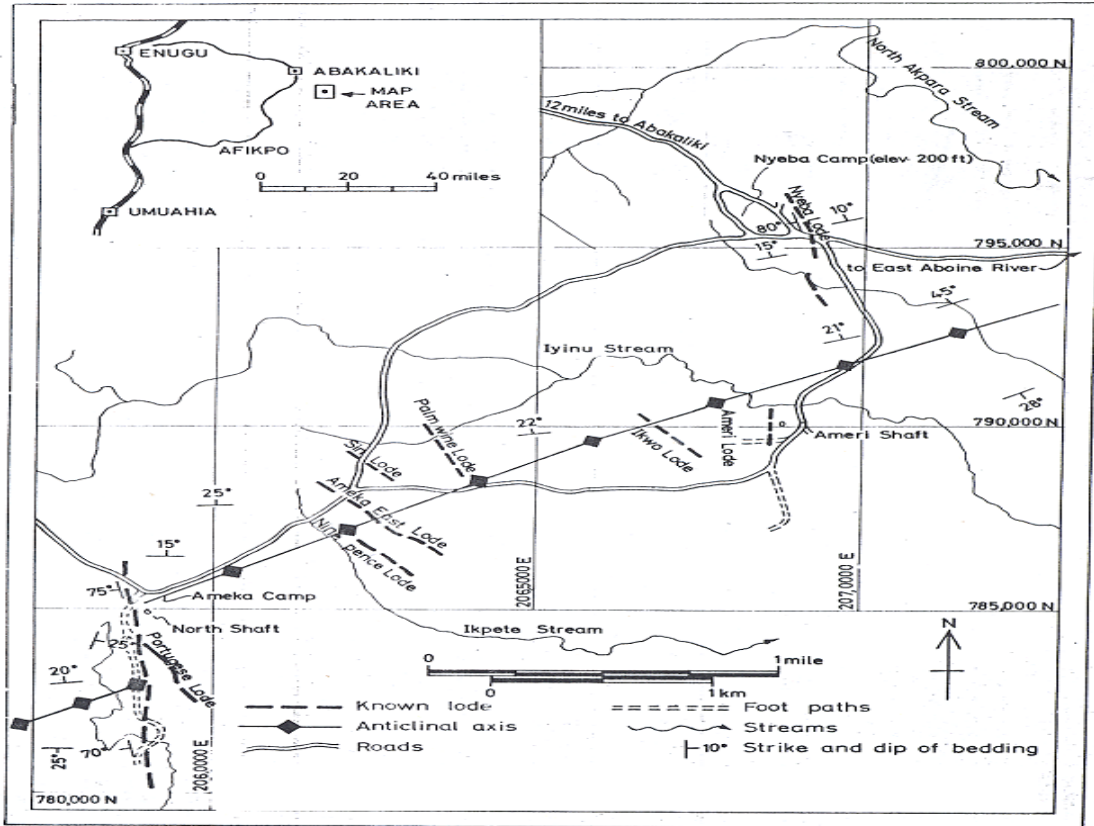 ENUGU
ABAKALIKI
MAP
AREA
AFIKPO
0 20 40 miles
UMUAHIA
800,000 N
North Akpara Stream
12 miles to Abakaliki
Nyeba Camp (elev 200 ft)
Nyeba Lode
10°
80°
15°
795,000 N
to East Aboine River
45°
21°
Iyinu Stream
28°
Palm wine Lode
22°
Ikwo Lode
Ameri Lode
790,000 N
Ameri Shaft
Siri Lode
Ameka East Lode
25°
Nine pence Lode
15°
75°
Ameka Camp
2065000 E
207,0000 E
785,000 N
North Shaft
Ikpete Stream
N
25°
Portugese Lode
0 1 mile
0 1 km
20°
Known lode
Foot paths
Anticlinal axis
Streams
70°
25°
Roads
10° Strike and dip of bedding
206,0000 E
780,000 N